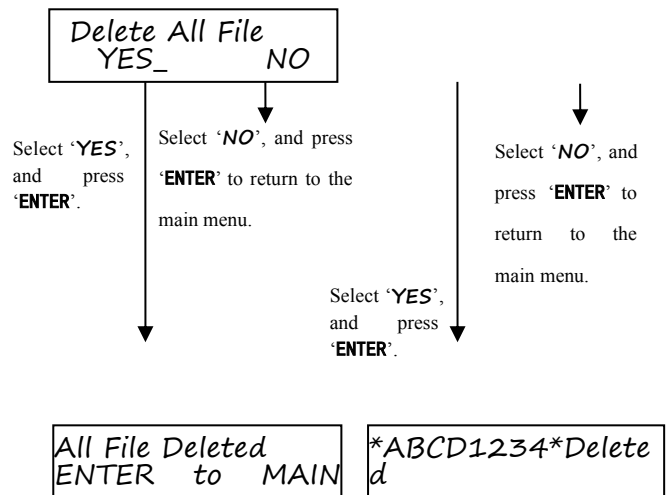 Delete All File
YES_ NO
Select ‘YES’,
and press
‘ENTER’.
Select ‘NO’, and press
‘ENTER’ to return to the
main menu.
Select ‘NO’, and
press ‘ENTER’ to
return to the
main menu.
Select ‘YES’,
and press
‘ENTER’.
All File Deleted
ENTER to MAIN
*ABCD1234*Delete
d